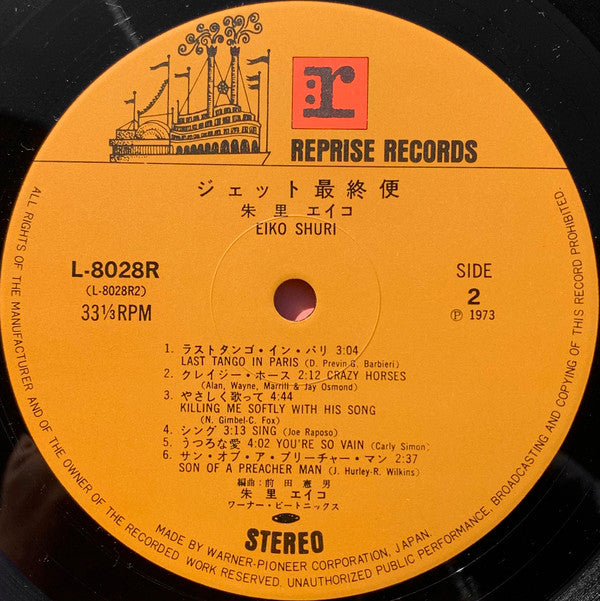 r
REPRISE RECORDS
ジェット最終便
朱里エイコ
EIKO SHURI
L-8028R
(L-8028R2)
33⅓RPM
SIDE
2
Ⓟ 1973
1. ラストタンゴ・イン・パリ 3:04
LAST TANGO IN PARIS (D. Previn-G. Barbieri)
2. クレイジー・ホース 2:12 CRAZY HORSES
(Alan, Wayne, Marrill & Jay Osmond)
3. やさしく歌って 4:44
KILLING ME SOFTLY WITH HIS SONG
(N. Gimbel-C. Fox)
4. シング 3:13 SING (Joe Raposo)
5. うつろな愛 4:02 YOU'RE SO VAIN (Carly Simon)
6. サン・オブ・ア・プリーチャー・マン 2:37
SON OF A PREACHER MAN (J. Hurley-R. Wilkins)
編曲：前田憲男
朱里エイコ
ワーナー・ビートニックス
STEREO
ALL RIGHTS OF THE MANUFACTURER AND OF THE OWNER OF THE RECORDED WORK RESERVED. UNAUTHORIZED PUBLIC PERFORMANCE, BROADCASTING AND COPYING OF THIS RECORD PROHIBITED.
MADE BY WARNER-PIONEER CORPORATION, JAPAN.